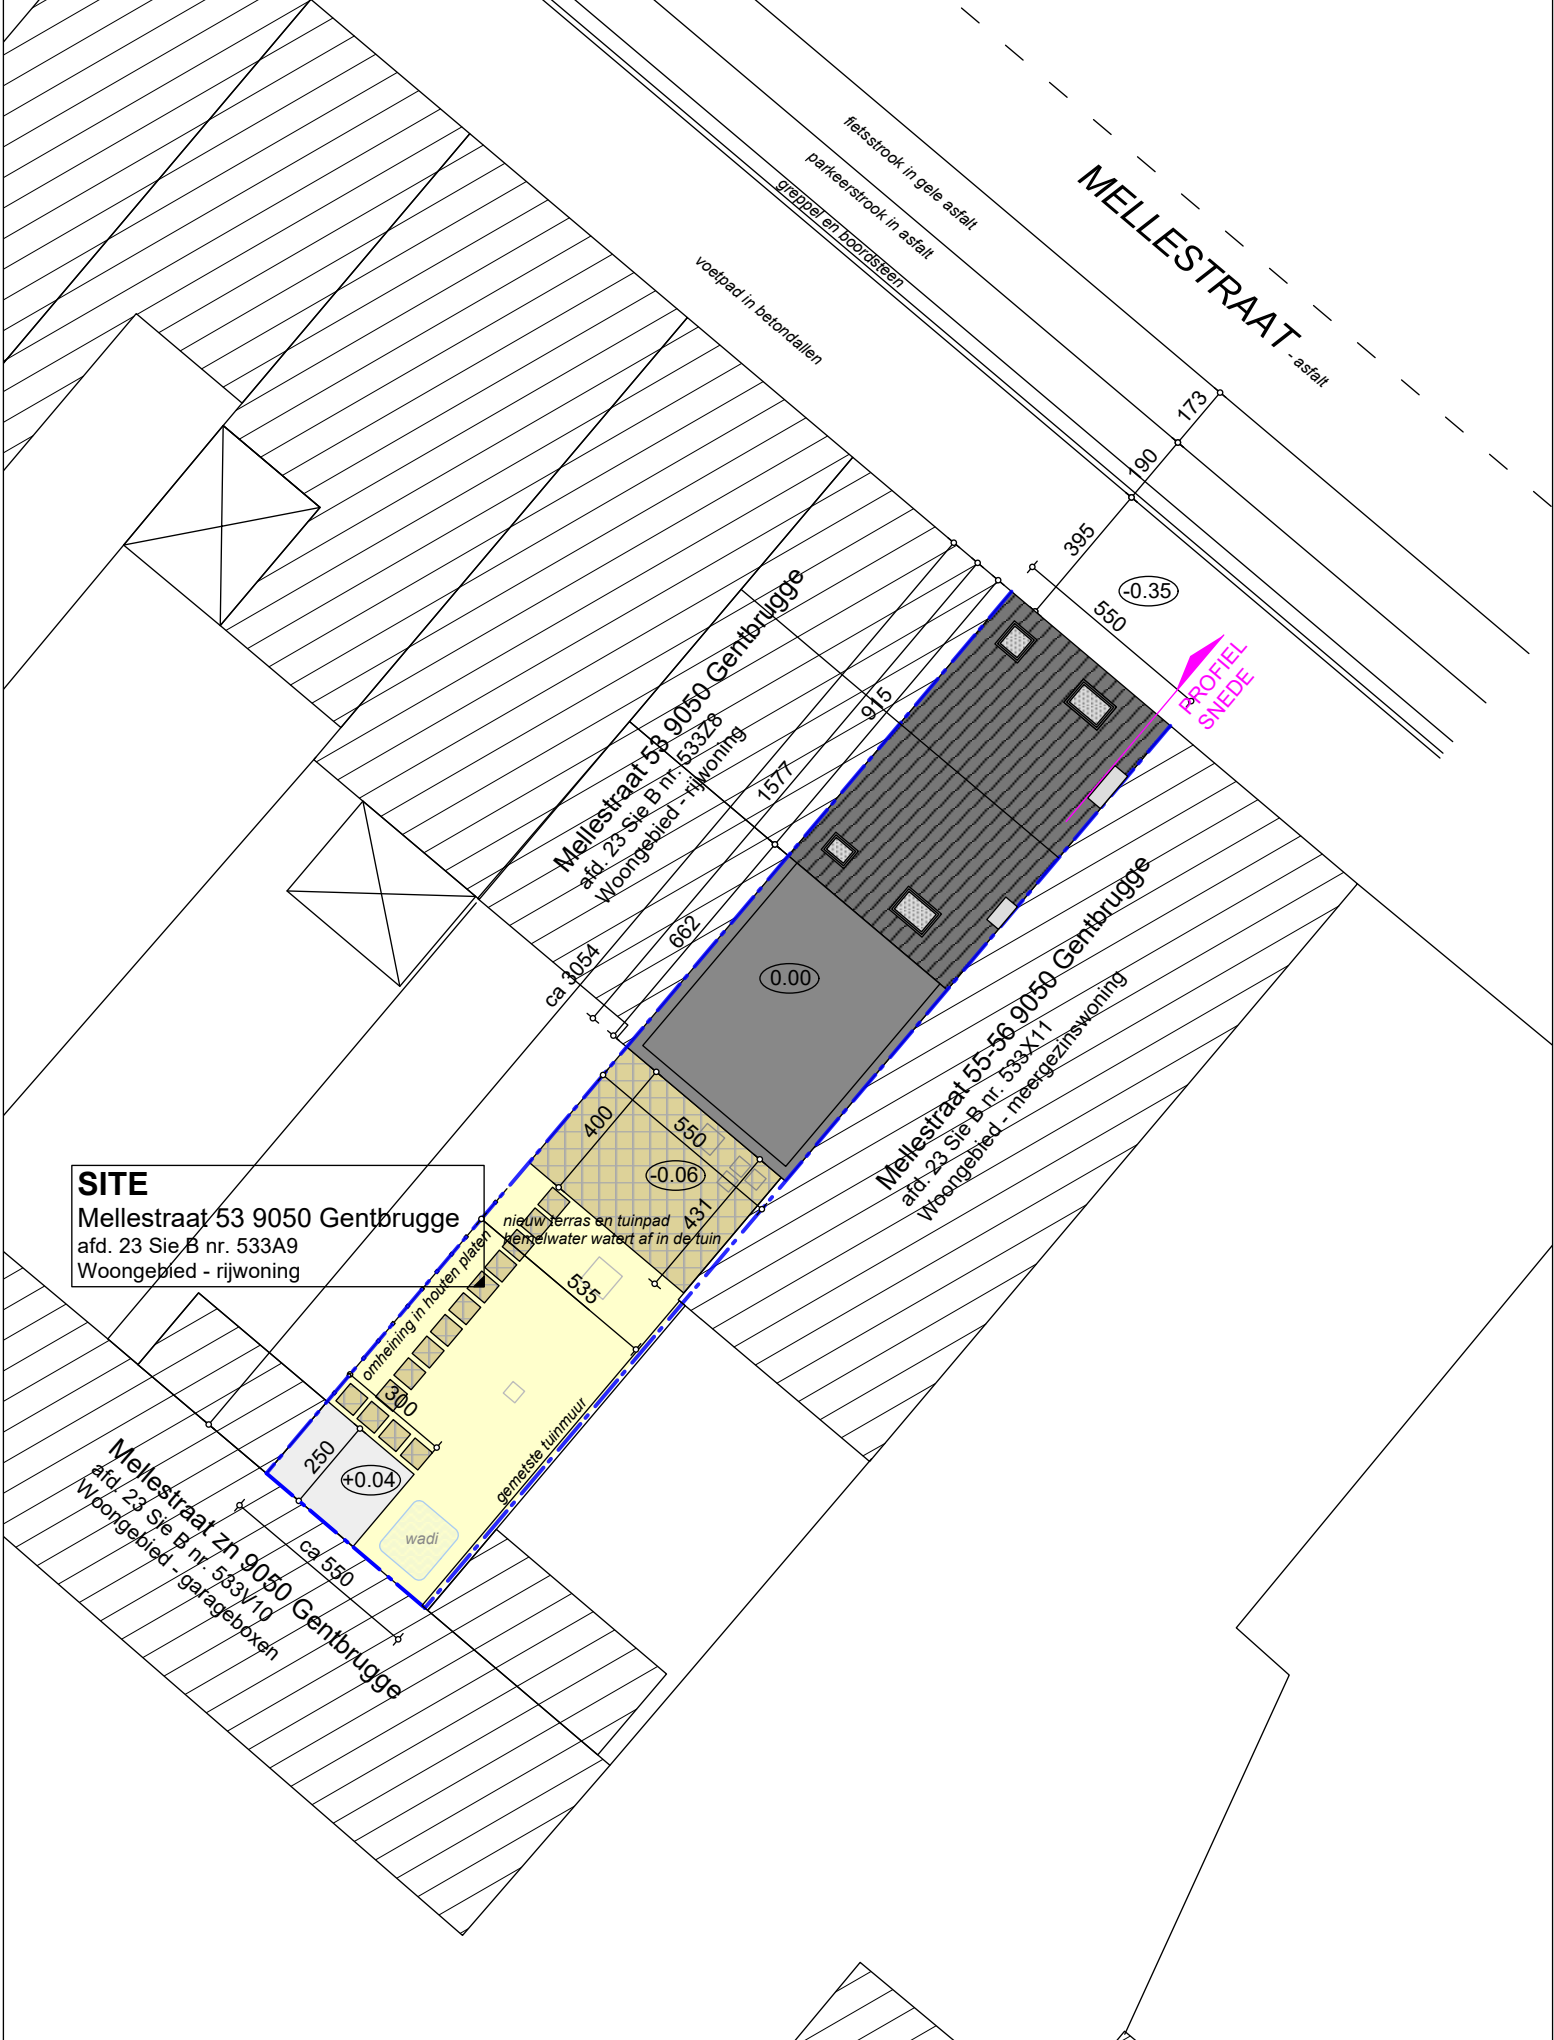 fietsstrook in gele asfalt
parkeerstrook in asfalt
greppel en boordsteen
voetpad in betondallen
MELLESTRAAT - asfalt
173
190
395
-0.35
550
PROFIEL
SNEDE
Mellestraat 53 9050 Gentbrugge
afd. 23 Sie B nr. 533Z8
Woongebied - rijwoning
915
1577
662
ca 3054
0.00
Mellestraat 55-56 9050 Gentbrugge
afd. 23 Sie B nr. 533X11
Woongebied - meergezinswoning
400
550
-0.06
431
SITE
Mellestraat 53 9050 Gentbrugge
afd. 23 Sie B nr. 533A9
Woongebied - rijwoning
nieuw terras en tuinpad
hemelwater watert af in de tuin
535
omheining in houten platen
300
250
+0.04
gemetste tuinmuur
wadi
Mellestraat zn 9050 Gentbrugge
afd. 23 Sie B nr. 533V10
Woongebied - garageboxen
ca 550